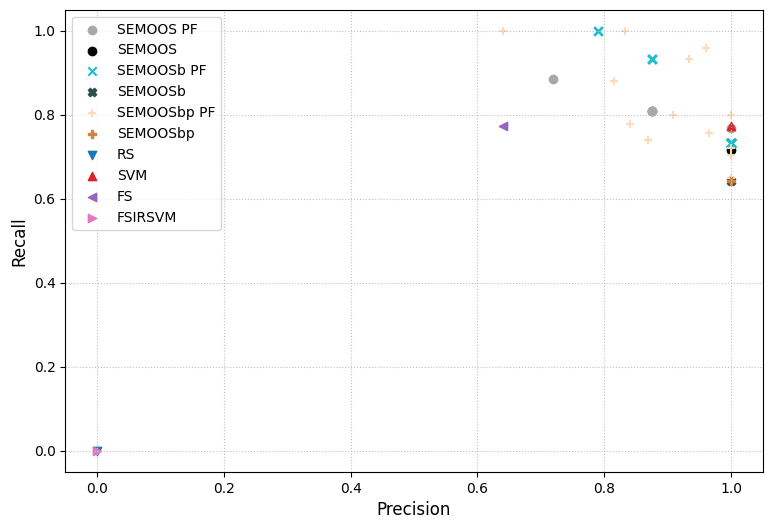 SEMOOS PF
SEMOOS
SEMOOSb PF
SEMOOSb
SEMOOSbp PF
SEMOOSbp
RS
SVM
FS
FSIRSVM
1.0
0.8
0.6
0.4
0.2
0.0
Recall
0.0 0.2 0.4 0.6 0.8 1.0
Precision